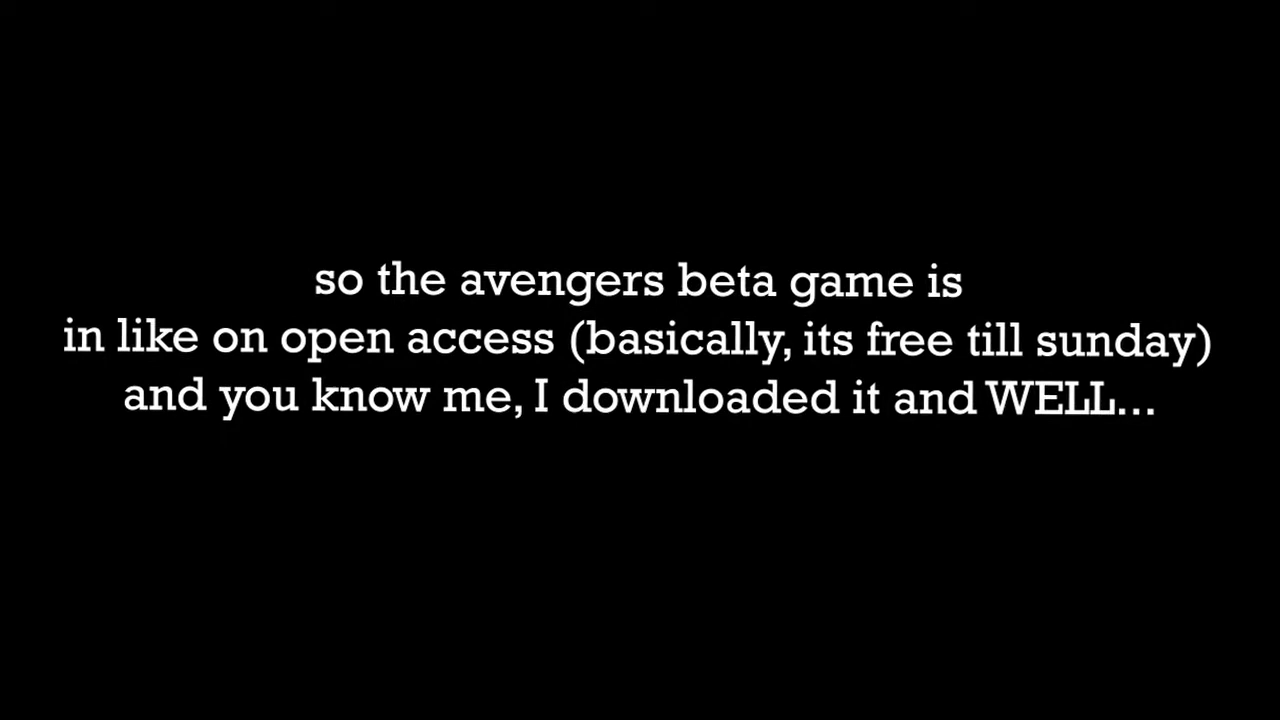 so the avengers beta game is
in like on open access (basically, its free till sunday)
and you know me, I downloaded it and WELL...